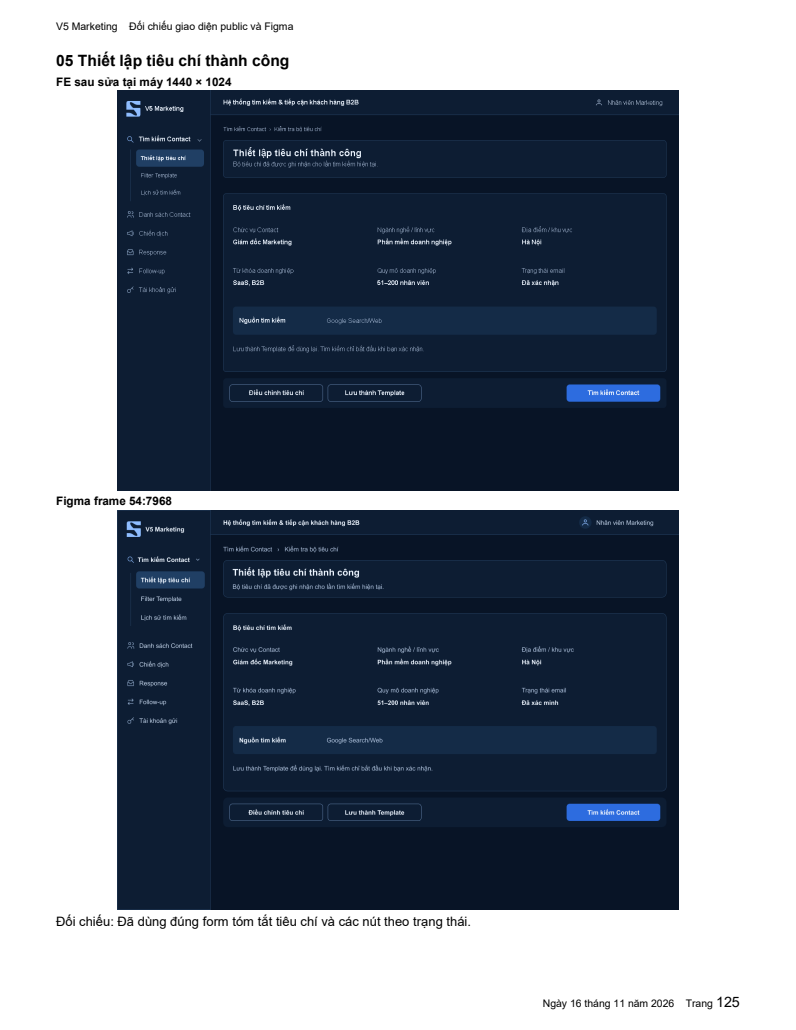 V5 Marketing Đối chiếu giao diện public và Figma
05 Thiết lập tiêu chí thành công
FE sau sửa tại máy 1440 × 1024
V5 Marketing
Hệ thống tìm kiếm & tiếp cận khách hàng B2B
Nhân viên Marketing
Tìm kiếm Contact
Thiết lập tiêu chí
Filter Template
Lịch sử tìm kiếm
Danh sách Contact
Chiến dịch
Response
Follow-up
Tài khoản gửi
Tìm kiếm Contact › Kiểm tra bộ tiêu chí
Thiết lập tiêu chí thành công
Bộ tiêu chí đã được ghi nhận cho lần tìm kiếm hiện tại.
Bộ tiêu chí tìm kiếm
Chức vụ Contact Ngành nghề / lĩnh vực Địa điểm / khu vực
Giám đốc Marketing Phần mềm doanh nghiệp Hà Nội
Từ khóa doanh nghiệp Quy mô doanh nghiệp Trạng thái email
SaaS, B2B 51–200 nhân viên Đã xác nhận
Nguồn tìm kiếm Google Search/Web
Lưu thành Template để dùng lại. Tìm kiếm chỉ bắt đầu khi bạn xác nhận.
Điều chỉnh tiêu chí Lưu thành Template Tìm kiếm Contact
Figma frame 54:7968
V5 Marketing
Hệ thống tìm kiếm & tiếp cận khách hàng B2B
Nhân viên Marketing
Tìm kiếm Contact
Thiết lập tiêu chí
Filter Template
Lịch sử tìm kiếm
Danh sách Contact
Chiến dịch
Response
Follow-up
Tài khoản gửi
Tìm kiếm Contact › Kiểm tra bộ tiêu chí
Thiết lập tiêu chí thành công
Bộ tiêu chí đã được ghi nhận cho lần tìm kiếm hiện tại.
Bộ tiêu chí tìm kiếm
Chức vụ Contact Ngành nghề / lĩnh vực Địa điểm / khu vực
Giám đốc Marketing Phần mềm doanh nghiệp Hà Nội
Từ khóa doanh nghiệp Quy mô doanh nghiệp Trạng thái email
SaaS, B2B 51–200 nhân viên Đã xác minh
Nguồn tìm kiếm Google Search/Web
Lưu thành Template để dùng lại. Tìm kiếm chỉ bắt đầu khi bạn xác nhận.
Điều chỉnh tiêu chí Lưu thành Template Tìm kiếm Contact
Đối chiếu: Đã dùng đúng form tóm tắt tiêu chí và các nút theo trạng thái.
Ngày 16 tháng 11 năm 2026 Trang 125